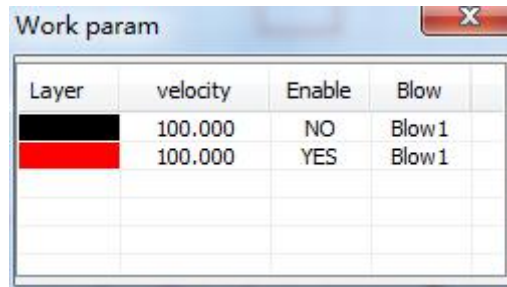 Work param
Layer velocity Enable Blow
100.000 NO Blow1
100.000 YES Blow1